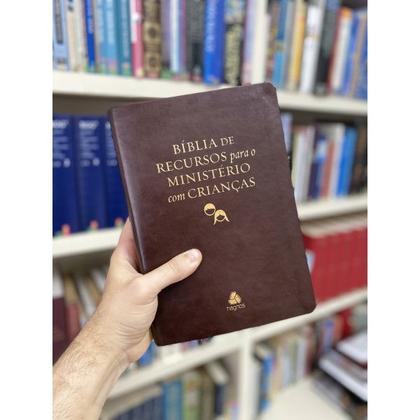 BÍBLIA DE
RECURSOS para o
MINISTÉRIO
com CRIANÇAS
hagnos